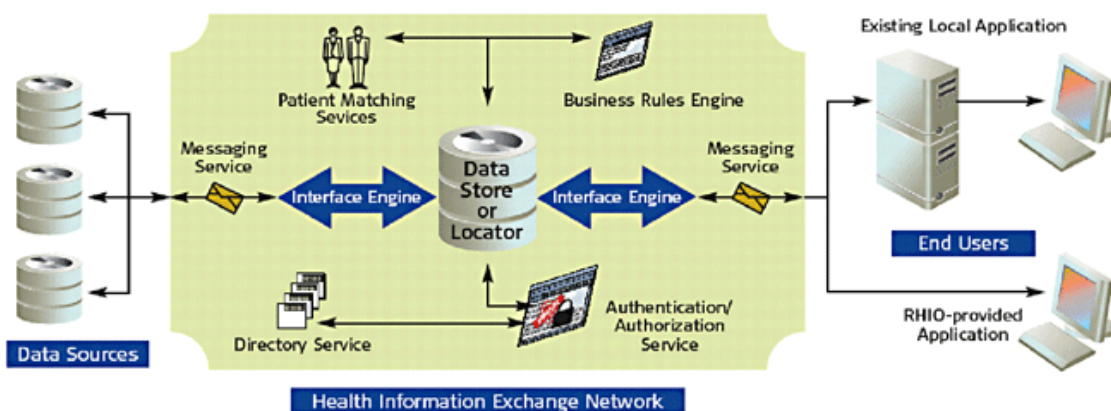 Existing Local Application
Patient Matching
Sevices
Business Rules Engine
Messaging
Service
Interface Engine
Data
Store
or
Locator
Interface Engine
Messaging
Service
End Users
Directory Service
Authentication/
Authorization
Service
RHIO-provided
Application
Data Sources
Health Information Exchange Network